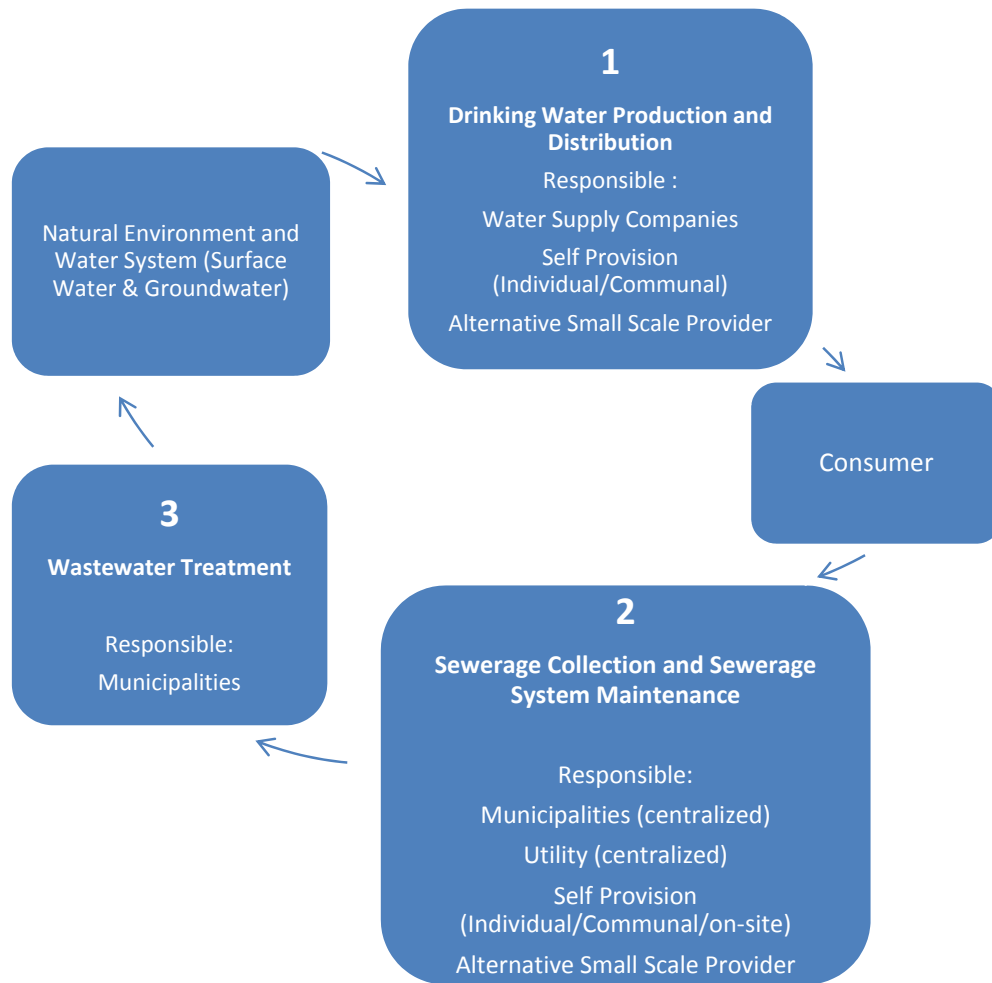 1
Drinking Water Production and
Distribution
Responsible :
Water Supply Companies
Self Provision
(Individual/Communal)
Alternative Small Scale Provider
Natural Environment and
Water System (Surface
Water & Groundwater)
Consumer
3
Wastewater Treatment
Responsible:
Municipalities
2
Sewerage Collection and Sewerage
System Maintenance
Responsible:
Municipalities (centralized)
Utility (centralized)
Self Provision
(Individual/Communal/on-site)
Alternative Small Scale Provider